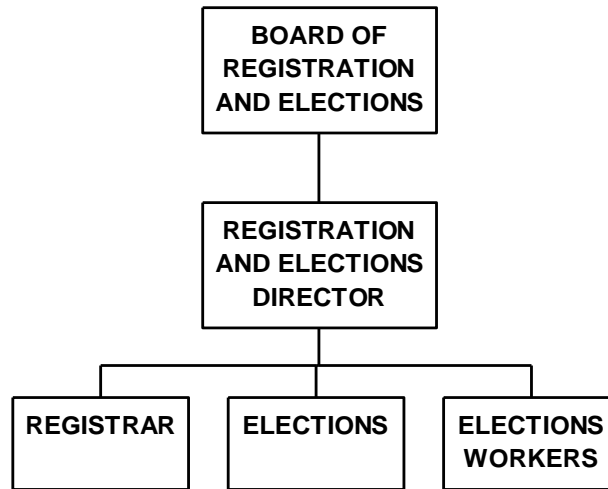 BOARD OF
REGISTRATION
AND ELECTIONS
REGISTRATION
AND ELECTIONS
DIRECTOR
REGISTRAR
ELECTIONS
ELECTIONS
WORKERS